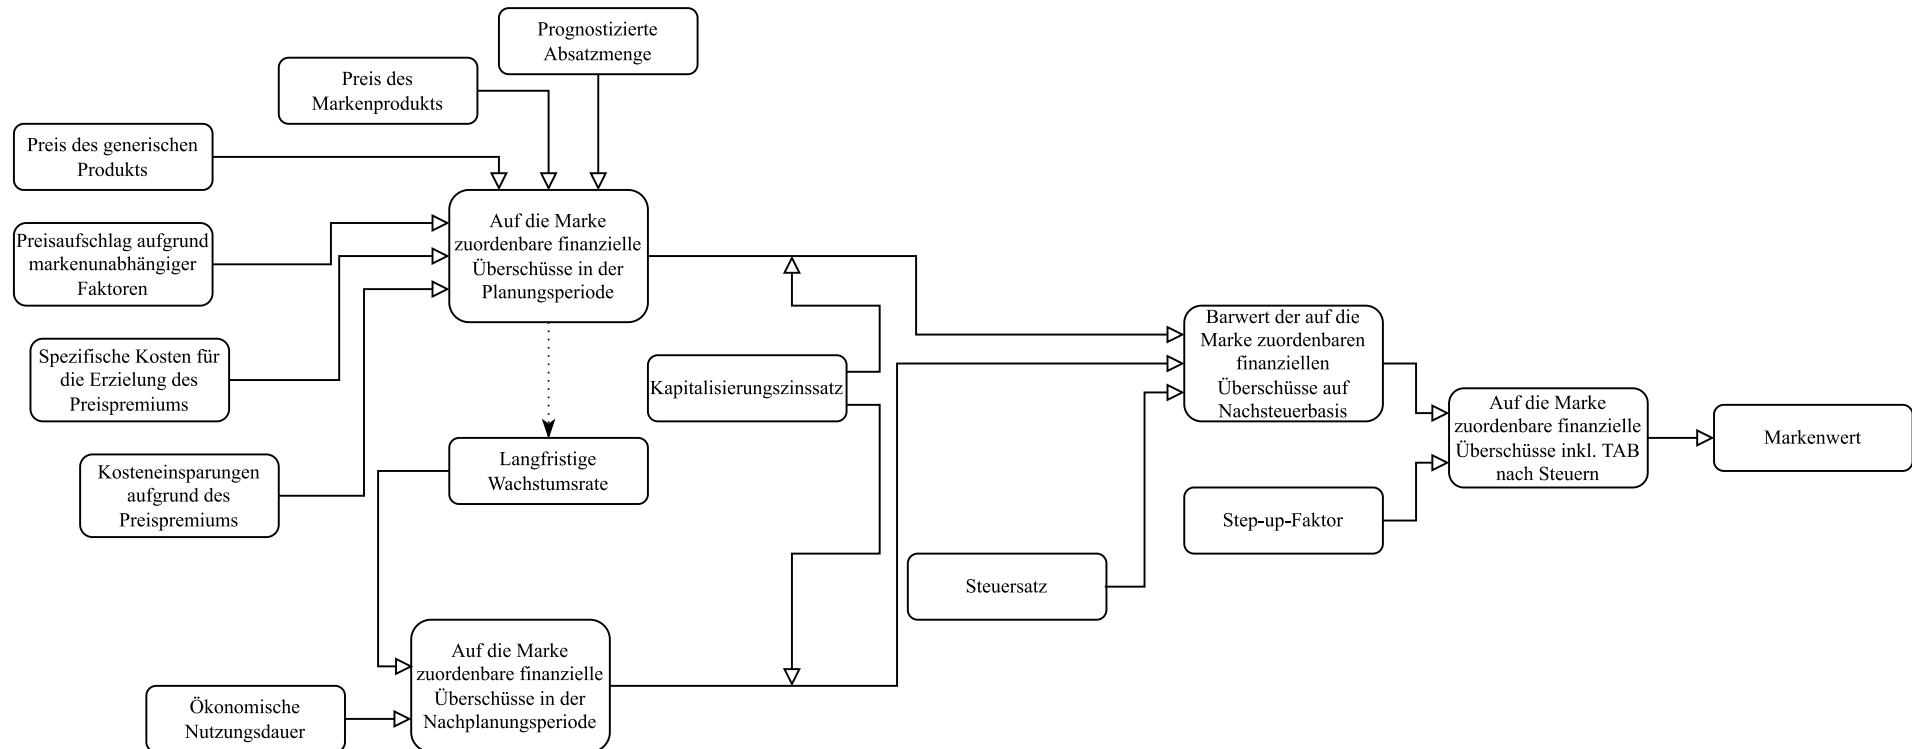 Prognostizierte
Absatzmenge
Preis des
Markenprodukts
Preis des generischen
Produkts
Preisaufschlag aufgrund
markenunabhängiger
Faktoren
Auf die Marke
zuordenbare finanzielle
Überschüsse in der
Planungsperiode
Spezifische Kosten für
die Erzielung des
Preispremiums
Kapitalisierungszinssatz
Barwert der auf die
Marke zuordenbaren
finanziellen
Überschüsse auf
Nachsteuerbasis
Auf die Marke
zuordenbare finanzielle
Überschüsse inkl. TAB
nach Steuern
Markenwert
Kosteneinsparungen
aufgrund des
Preispremiums
Langfristige
Wachstumsrate
Step-up-Faktor
Steuersatz
Auf die Marke
zuordenbare finanzielle
Überschüsse in der
Nachplanungsperiode
Ökonomische
Nutzungsdauer